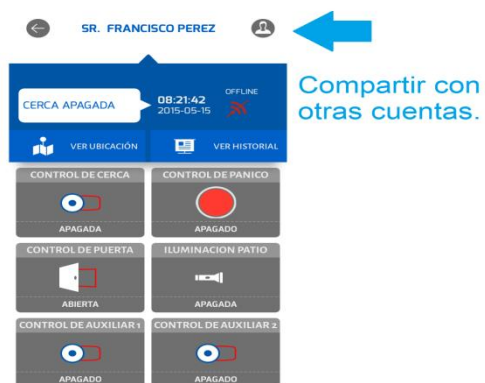 SR. FRANCISCO PEREZ
Compartir con
otras cuentas.
CERCA APAGADA
08:21:42
2015-05-15
OFFLINE
VER UBICACIÓN
VER HISTORIAL
CONTROL DE CERCA
CONTROL DE PANICO
APAGADA
APAGADO
CONTROL DE PUERTA
ILUMINACION PATIO
ABIERTA
APAGADA
CONTROL DE AUXILIAR 1
CONTROL DE AUXILIAR 2
APAGADO
APAGADO